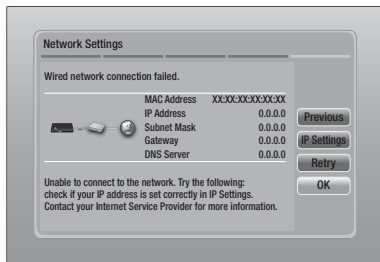 Network Settings
Wired network connection failed.
MAC Address XX:XX:XX:XX:XX:XX
IP Address 0.0.0.0
Subnet Mask 0.0.0.0
Gateway 0.0.0.0
DNS Server 0.0.0.0
Previous
IP Settings
Retry
OK
Unable to connect to the network. Try the following:
check if your IP address is set correctly in IP Settings.
Contact your Internet Service Provider for more information.